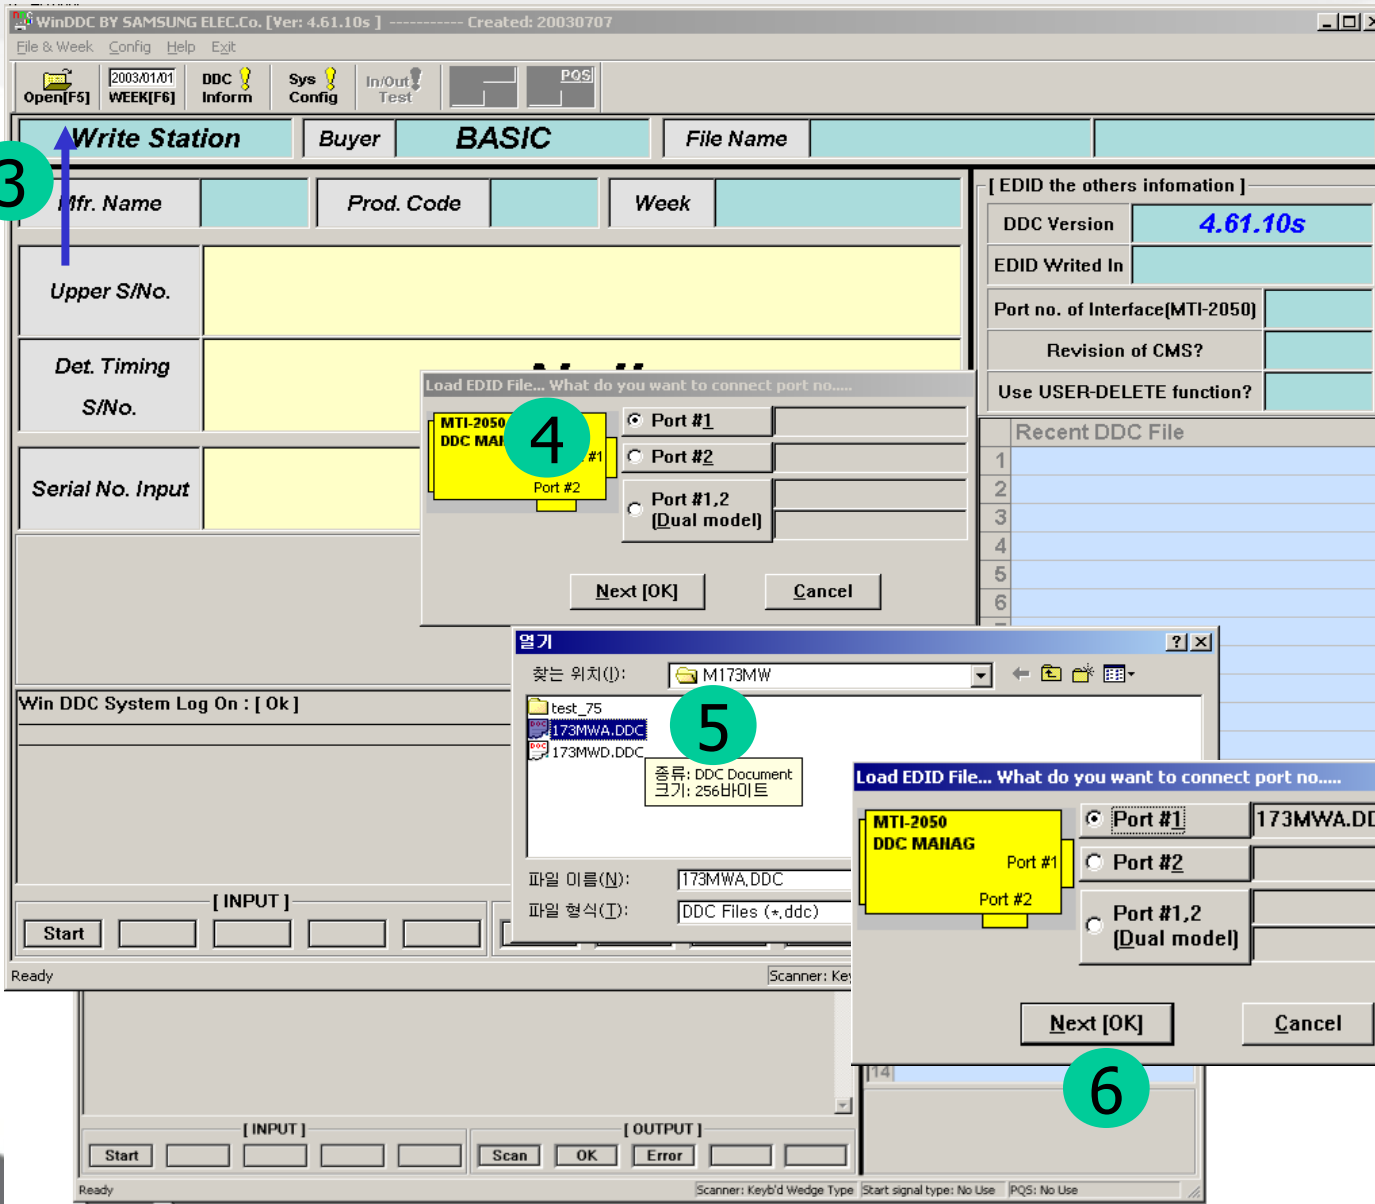 WinDDC BY SAMSUNG ELEC.Co. [Ver: 4.61.10s ] ----------- Created: 20030707
File & Week Config Help Exit
Open[F5]
2003/01/01
WEEK[F6]
DDC
Inform
Sys
Config
In/Out
Test
PQS
Write Station
Buyer
BASIC
File Name
3
Mfr. Name
Prod. Code
Week
[ EDID the others infomation ]
DDC Version
4.61.10s
EDID Writed In
Port no. of Interface(MTI-2050)
Revision of CMS?
Use USER-DELETE function?
Upper S/No.
Det. Timing
S/No.
Serial No. Input
Recent DDC File
1
2
3
4
5
6
Load EDID File... What do you want to connect port no.....
MTI-2050
4
Port #1
Port #2
Port #2
Port #1,2
(Dual model)
Next [OK]
Cancel
열기
찾는 위치(I):
M173MW
test_75
173MWA.DDC
173MWD.DDC
5
종류: DDC Document
크기: 256바이트
파일 이름(N):
173MWA.DDC
파일 형식(T):
DDC Files (*.ddc)
Win DDC System Log On : [ Ok ]
[ INPUT ]
Start
Ready
Load EDID File... What do you want to connect port no.....
MTI-2050
DDC MANAG
Port #1
Port #2
Port #1
Port #2
Port #1,2
(Dual model)
Next [OK]
Cancel
6
14
[ INPUT ]
Start
[ OUTPUT ]
Scan
OK
Error
Ready
Scanner: Keyb'd Wedge Type
Start signal type: No Use
PQS: No Use